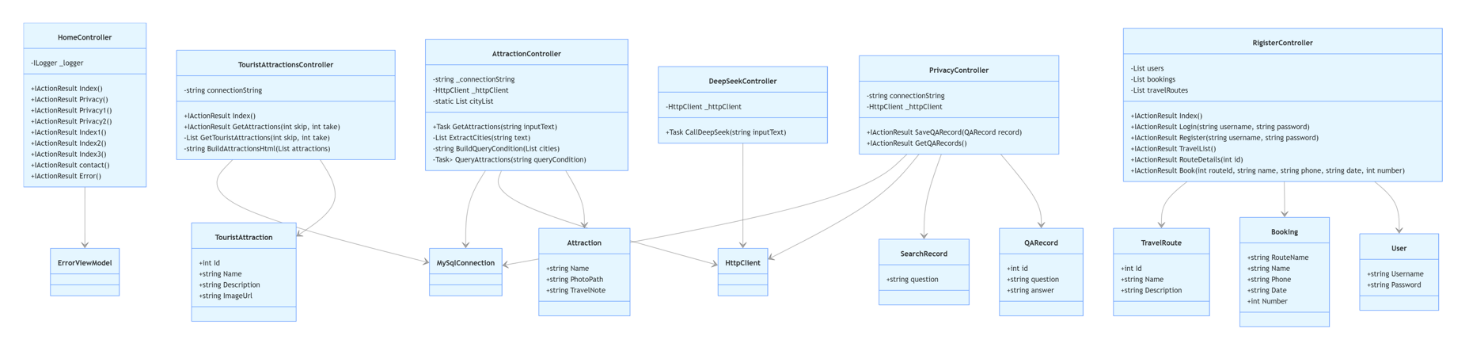 HomeController
-ILogger _logger
+IActionResult Index()
+IActionResult Privacy()
+IActionResult Privacy1()
+IActionResult Privacy2()
+IActionResult Index1()
+IActionResult Index2()
+IActionResult Index3()
+IActionResult contact()
+IActionResult Error()
TouristAttractionsController
-string connectionString
+IActionResult Index()
+IActionResult GetAttractions(int skip, int take)
-List GetTouristAttractions(int skip, int take)
-string BuildAttractionsHtml(List attractions)
AttractionController
-string _connectionString
-HttpClient _httpClient
-static List cityList
+Task GetAttractions(string inputText)
-List ExtractCities(string text)
-string BuildQueryCondition(List cities)
-Task> QueryAttractions(string queryCondition)
DeepSeekController
-HttpClient _httpClient
+Task CallDeepSeek(string inputText)
PrivacyController
-string connectionString
-HttpClient _httpClient
+IActionResult SaveQARecord(QARecord record)
+IActionResult GetQARecords()
RigisterController
-List users
-List bookings
-List travelRoutes
+IActionResult Index()
+IActionResult Login(string username, string password)
+IActionResult Register(string username, string password)
+IActionResult TravelList()
+IActionResult RouteDetails(int id)
+IActionResult Book(int routeId, string name, string phone, string date, int number)
ErrorViewModel
TouristAttraction
+int Id
+string Name
+string Description
+string ImageUrl
MySqlConnection
Attraction
+string Name
+string PhotoPath
+string TravelNote
HttpClient
SearchRecord
+string question
QARecord
+int id
+string question
+string answer
TravelRoute
+int Id
+string Name
+string Description
Booking
+string RouteName
+string Name
+string Phone
+string Date
+int Number
User
+string Username
+string Password